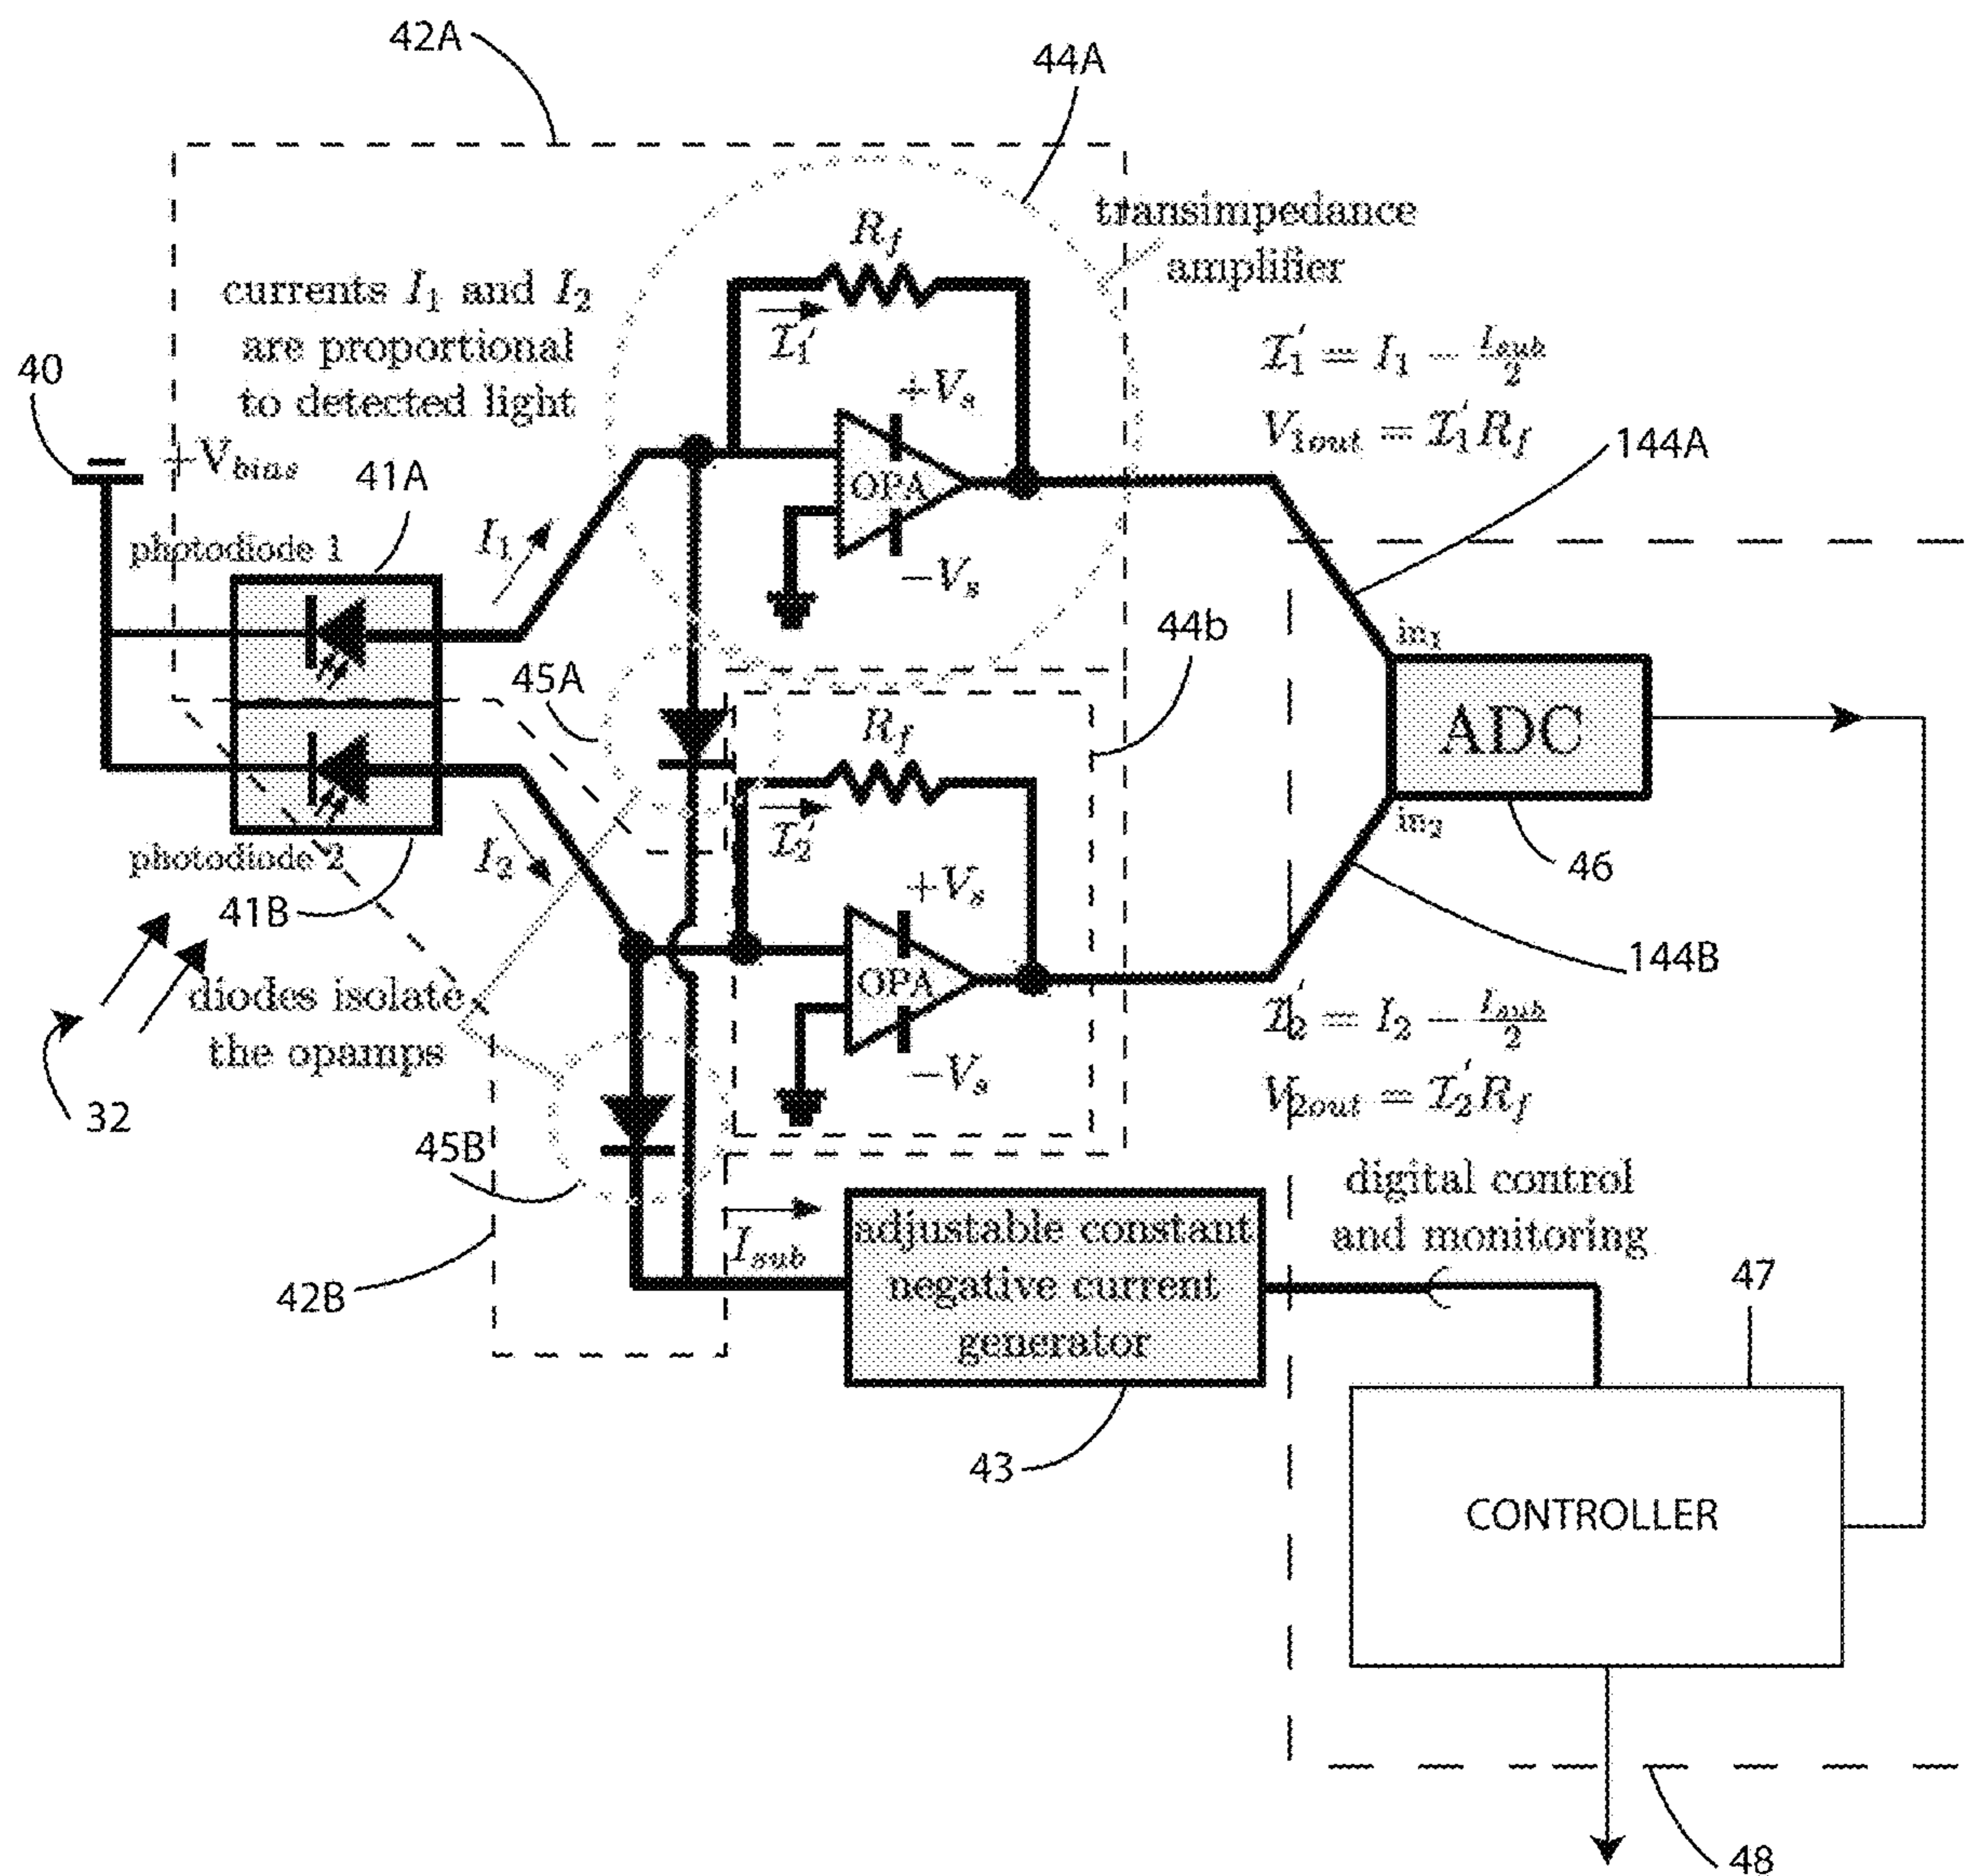 42A
44A
transimpedance
amplifier
R_f
currents I_1 and I_2
are proportional
to detected light
I_1'
I_1' = I_1 − I_sub/2
V_1out = I_1' R_f
40
+V_bias
+V_s
OPA
−V_s
144A
41A
photodiode 1
I_1
44b
in_1
45A
ADC
R_f
I_2'
in_2
46
photodiode 2
I_2
41B
+V_s
OPA
−V_s
144B
diodes isolate
the opamps
I_2' = I_2 − I_sub/2
V_2out = I_2' R_f
32
45B
digital control
and monitoring
I_sub
adjustable constant
negative current
generator
42B
47
43
CONTROLLER
48